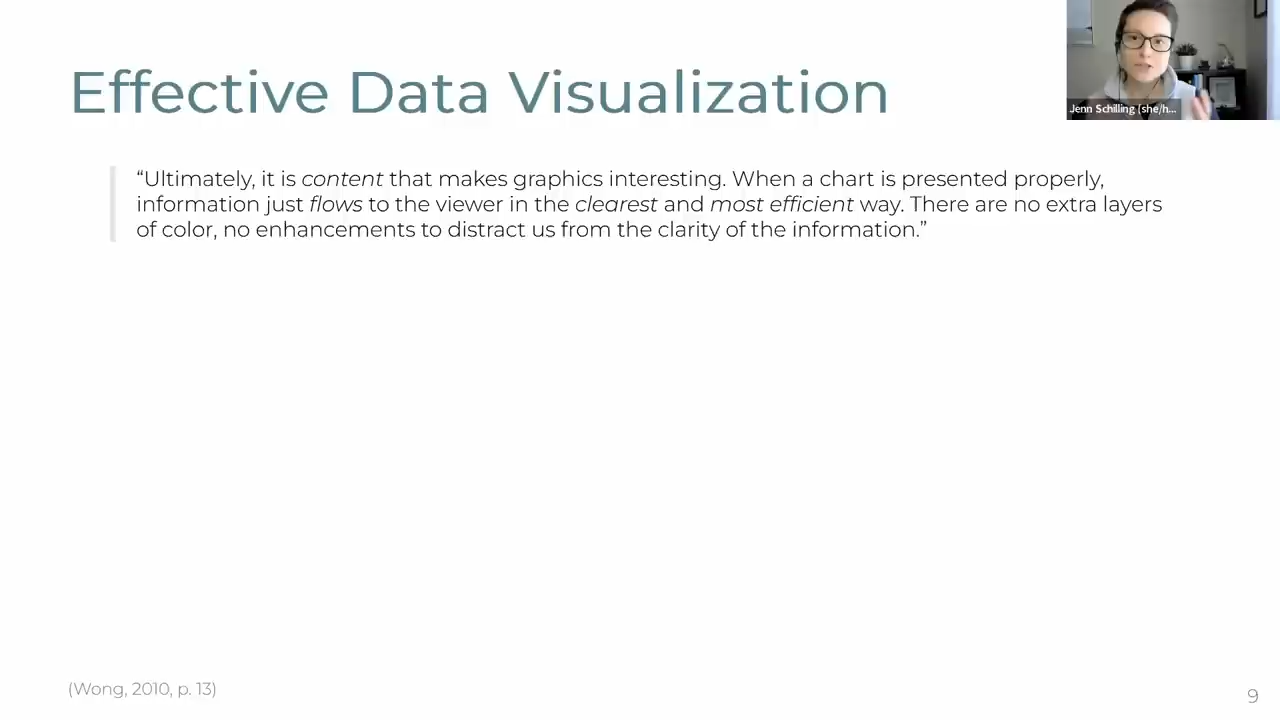 Effective Data Visualization
Jenn Schilling (she/h...
“Ultimately, it is content that makes graphics interesting. When a chart is presented properly,
information just flows to the viewer in the clearest and most efficient way. There are no extra layers
of color, no enhancements to distract us from the clarity of the information.”
(Wong, 2010, p. 13)
9